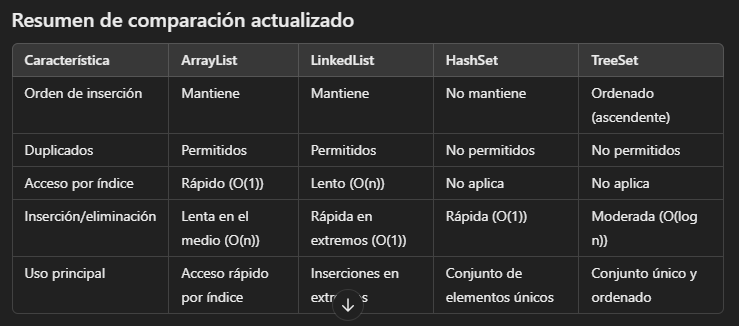 Resumen de comparación actualizado
Característica ArrayList LinkedList HashSet TreeSet
Orden de inserción Mantiene Mantiene No mantiene Ordenado
(ascendente)
Duplicados Permitidos Permitidos No permitidos No permitidos
Acceso por índice Rápido (O(1)) Lento (O(n)) No aplica No aplica
Inserción/eliminación Lenta en el Rápida en Rápida (O(1)) Moderada (O(log
medio (O(n)) extremos (O(1)) n))
Uso principal Acceso rápido Inserciones en Conjunto de Conjunto único y
por índice elementos únicos ordenado